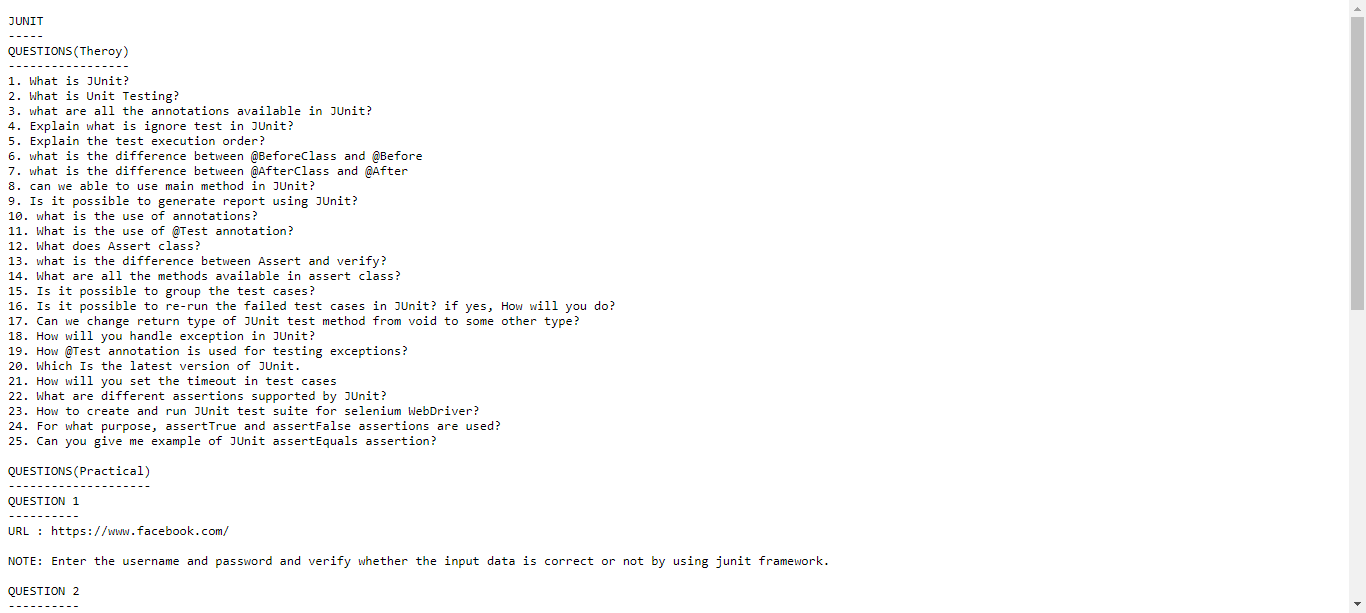 JUNIT
-----
QUESTIONS(Theroy)
-----------------
1. What is JUnit?
2. What is Unit Testing?
3. what are all the annotations available in JUnit?
4. Explain what is ignore test in JUnit?
5. Explain the test execution order?
6. what is the difference between @BeforeClass and @Before
7. what is the difference between @AfterClass and @After
8. can we able to use main method in JUnit?
9. Is it possible to generate report using JUnit?
10. what is the use of annotations?
11. What is the use of @Test annotation?
12. What does Assert class?
13. what is the difference between Assert and verify?
14. What are all the methods available in assert class?
15. Is it possible to group the test cases?
16. Is it possible to re-run the failed test cases in JUnit? if yes, How will you do?
17. Can we change return type of JUnit test method from void to some other type?
18. How will you handle exception in JUnit?
19. How @Test annotation is used for testing exceptions?
20. Which Is the latest version of JUnit.
21. How will you set the timeout in test cases
22. What are different assertions supported by JUnit?
23. How to create and run JUnit test suite for selenium WebDriver?
24. For what purpose, assertTrue and assertFalse assertions are used?
25. Can you give me example of JUnit assertEquals assertion?
QUESTIONS(Practical)
--------------------
QUESTION 1
----------
URL : https://www.facebook.com/
NOTE: Enter the username and password and verify whether the input data is correct or not by using junit framework.
QUESTION 2
----------